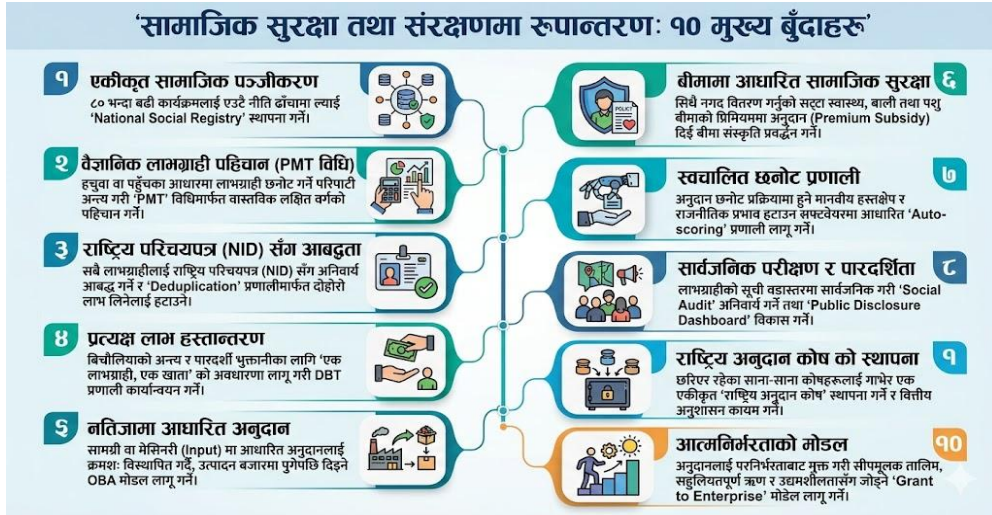 'सामाजिक सुरक्षा तथा संरक्षणमा रूपान्तरणः १० मुख्य बुँदाहरू'
१
एकीकृत सामाजिक पञ्जीकरण
८० भन्दा बढी कार्यक्रमलाई एउटै नीति ढाँचामा ल्याई
'National Social Registry' स्थापना गर्ने।
२
वैज्ञानिक लाभग्राही पहिचान (PMT विधि)
हचुवा वा पहुँचका आधारमा लाभग्राही छनोट गर्ने परिपाटी
अन्त्य गरी 'PMT' विधिमार्फत वास्तविक लक्षित वर्गको
पहिचान गर्ने।
३
राष्ट्रिय परिचयपत्र (NID) सँग आबद्धता
सबै लाभग्राहीलाई राष्ट्रिय परिचयपत्र (NID) सँग अनिवार्य
आबद्ध गर्ने र 'Deduplication' प्रणालीमार्फत दोहोरो
लाभ लिनेलाई हटाउने।
४
प्रत्यक्ष लाभ हस्तान्तरण
बिचौलियाको अन्त्य र पारदर्शी भुक्तानीका लागि 'एक
लाभग्राही, एक खाता' को अवधारणा लागू गरी DBT
प्रणाली कार्यान्वयन गर्ने।
६
नतिजामा आधारित अनुदान
सामग्री वा मेसिनरी (Input) मा आधारित अनुदानलाई
क्रमशः विस्थापित गर्दै, उत्पादन बजारमा पुगेपछि दिइने
OBA मोडल लागू गर्ने।
६
बीमामा आधारित सामाजिक सुरक्षा
POLICY
सिधै नगद वितरण गर्नुको सट्टा स्वास्थ्य, बाली तथा पशु
बीमाको प्रिमियममा अनुदान (Premium Subsidy)
दिई बीमा संस्कृति प्रवर्द्धन गर्ने।
७
स्वचालित छनोट प्रणाली
अनुदान छनोट प्रक्रियामा हुने मानवीय हस्तक्षेप र
राजनीतिक प्रभाव हटाउन सफ्टवेयरमा आधारित 'Auto-
scoring' प्रणाली लागू गर्ने।
८
सार्वजनिक परीक्षण र पारदर्शिता
लाभग्राहीको सूची वडास्तरमा सार्वजनिक गरी 'Social
Audit' अनिवार्य गर्ने तथा 'Public Disclosure
Dashboard' विकास गर्ने।
१
राष्ट्रिय अनुदान कोष को स्थापना
छरिएर रहेका साना-साना कोषहरूलाई गाभेर एक
एकीकृत 'राष्ट्रिय अनुदान कोष' स्थापना गर्ने र वित्तीय
अनुशासन कायम गर्ने।
१०
आत्मनिर्भरताको मोडल
अनुदानलाई परनिर्भरताबाट मुक्त गरी सीपमूलक तालिम,
सहुलियतपूर्ण ऋण र उद्यमशीलतासँग जोड्ने 'Grant
to Enterprise' मोडेल लागू गर्ने।